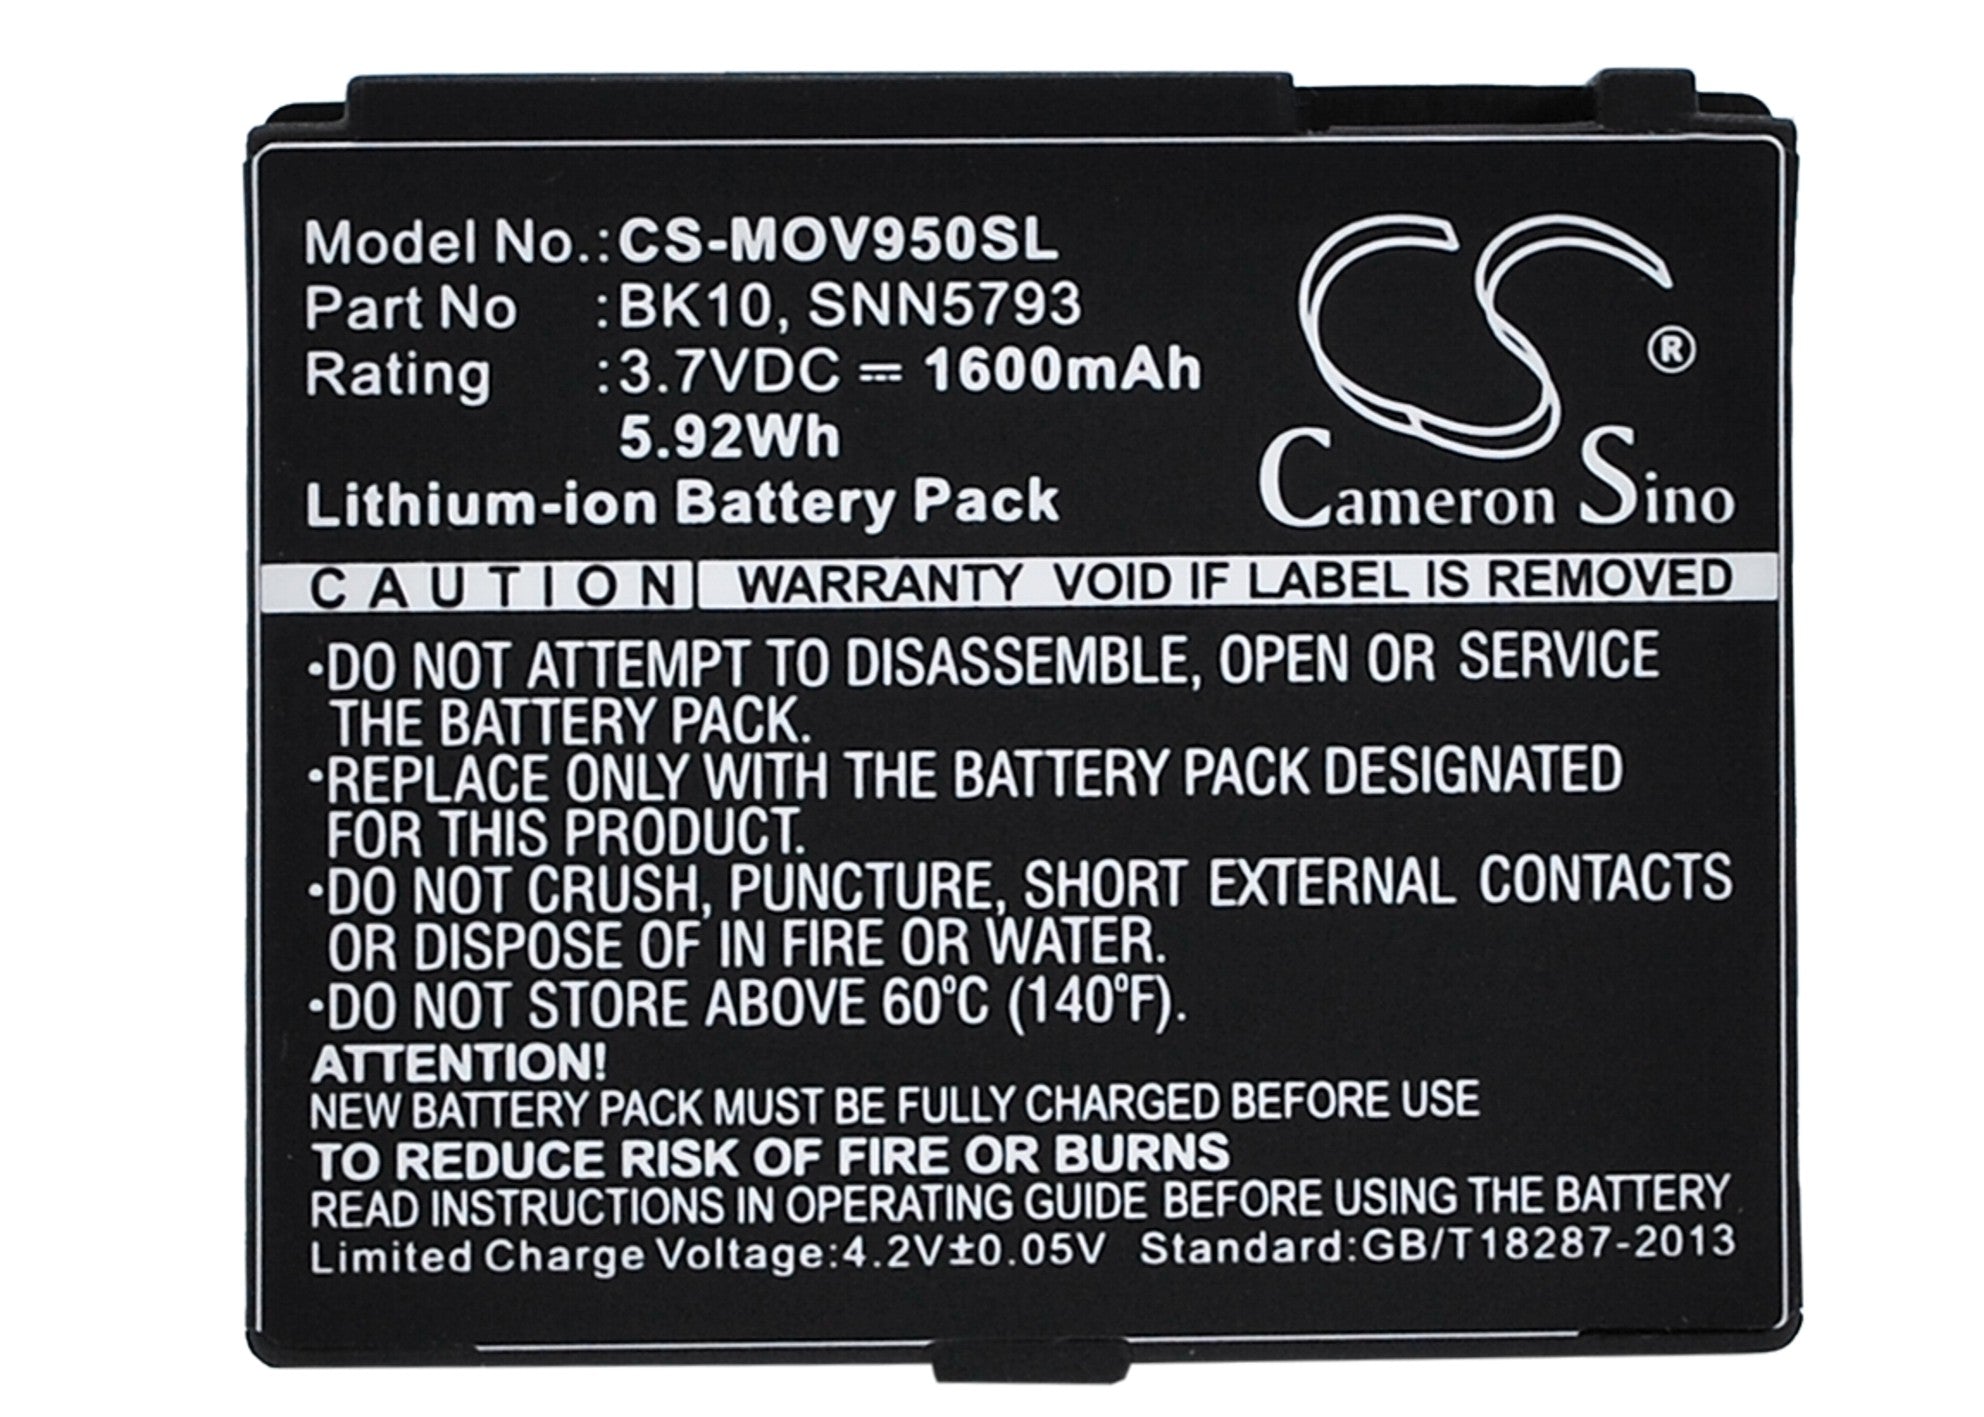 Model No.:CS-MOV950SL
Part No :BK10, SNN5793
Rating :3.7VDC ⎓ 1600mAh
5.92Wh
Lithium-ion Battery Pack
CS ®
Cameron Sino
CAUTION WARRANTY VOID IF LABEL IS REMOVED
•DO NOT ATTEMPT TO DISASSEMBLE, OPEN OR SERVICE
THE BATTERY PACK.
•REPLACE ONLY WITH THE BATTERY PACK DESIGNATED
FOR THIS PRODUCT.
•DO NOT CRUSH, PUNCTURE, SHORT EXTERNAL CONTACTS
OR DISPOSE OF IN FIRE OR WATER.
•DO NOT STORE ABOVE 60°C (140°F).
ATTENTION!
NEW BATTERY PACK MUST BE FULLY CHARGED BEFORE USE
TO REDUCE RISK OF FIRE OR BURNS
READ INSTRUCTIONS IN OPERATING GUIDE BEFORE USING THE BATTERY
Limited Charge Voltage:4.2V±0.05V Standard:GB/T18287-2013